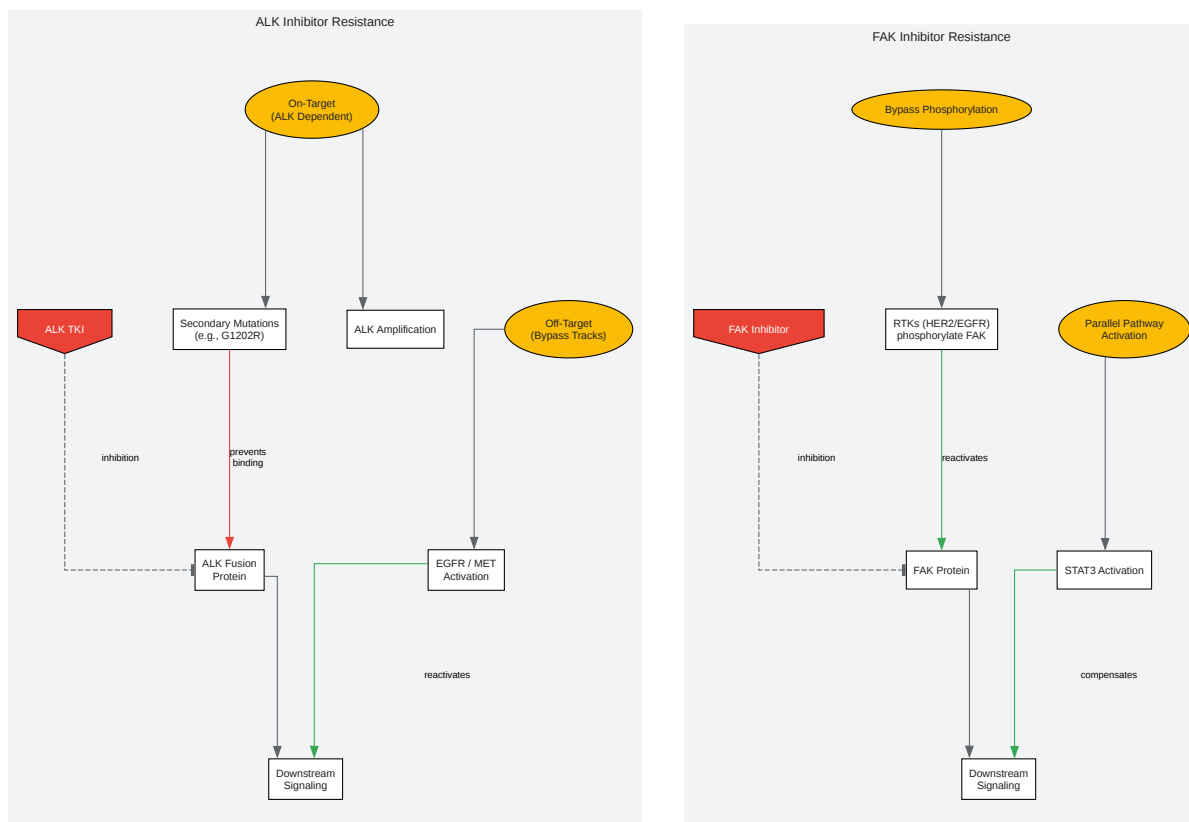 ALK Inhibitor Resistance
On-Target
(ALK Dependent)
ALK TKI
Secondary Mutations
(e.g., G1202R)
ALK Amplification
Off-Target
(Bypass Tracks)
inhibition
prevents
binding
ALK Fusion
Protein
EGFR / MET
Activation
reactivates
Downstream
Signaling
FAK Inhibitor Resistance
Bypass Phosphorylation
FAK Inhibitor
RTKs (HER2/EGFR)
phosphorylate FAK
Parallel Pathway
Activation
inhibition
reactivates
FAK Protein
STAT3 Activation
compensates
Downstream
Signaling